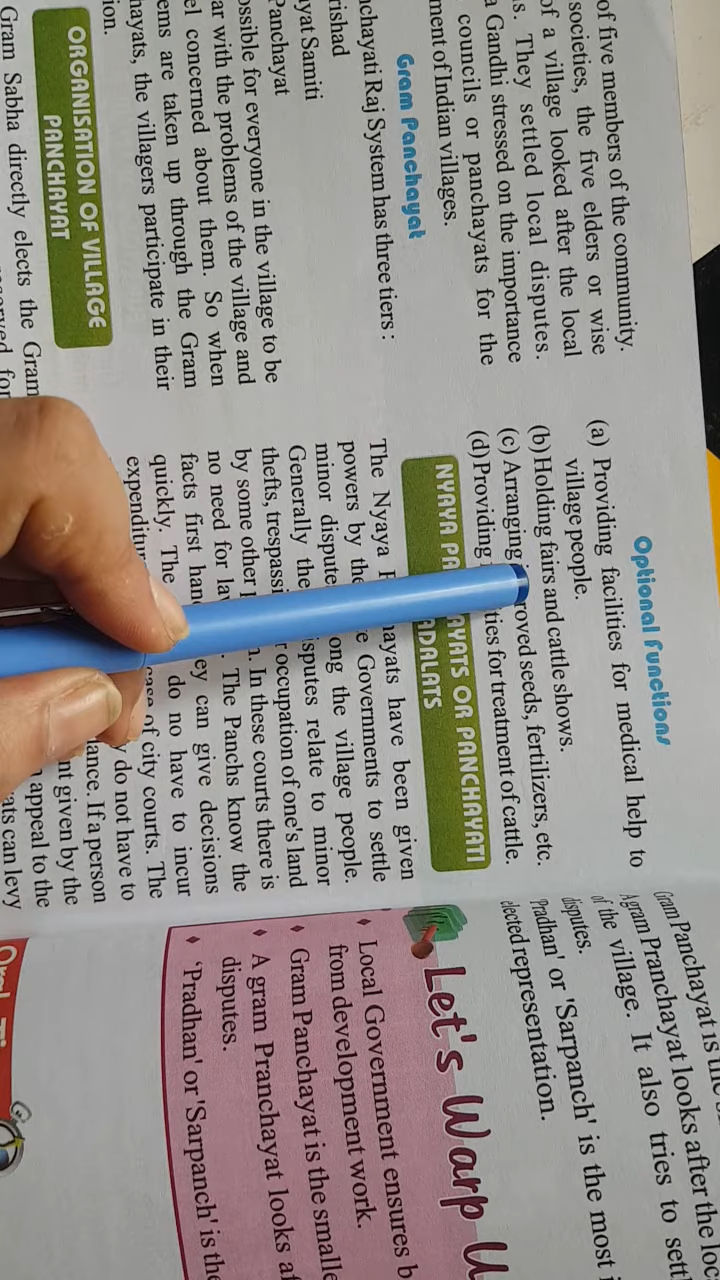 of five members of the community.
societies, the five elders or wise
of a village looked after the local
s. They settled local disputes.
a Gandhi stressed on the importance
councils or panchayats for the
ment of Indian villages.
Gram Panchayat
nchayati Raj System has three tiers :
rishad
yat Samiti
Panchayat
ossible for everyone in the village to be
ar with the problems of the village and
el concerned about them. So when
ems are taken up through the Gram
hayats, the villagers participate in their
ion.
ORGANISATION OF VILLAGE
PANCHAYAT
Gram Sabha directly elects the Gram
Optional Functions
(a) Providing facilities for medical help to
village people.
(b) Holding fairs and cattle shows.
(c) Arranging roved seeds, fertilizers, etc.
(d) Providing ties for treatment of cattle.
NYAYA PA AYATS OR PANCHAYATI
ADALATS
The Nyaya hayats have been given
powers by the e Governments to settle
minor dispute ong the village people.
Generally the isputes relate to minor
thefts, trespassi r occupation of one's land
by some other n. In these courts there is
no need for la . The Panchs know the
facts first han ey can give decisions
quickly. The do no have to incur
expenditur case of city courts. The
y do not have to
lance. If a person
nt given by the
appeal to the
ats can levy
Gram Panchayat is the
A gram Pranchayat looks after the loc
of the village. It also tries to sett
disputes.
'Pradhan' or 'Sarpanch' is the most i
elected representation.
Let's Warp U
♦ Local Government ensures b
from development work.
♦ Gram Panchayat is the smalle
♦ A gram Pranchayat looks af
disputes.
♦ 'Pradhan' or 'Sarpanch' is the
Oral Ti